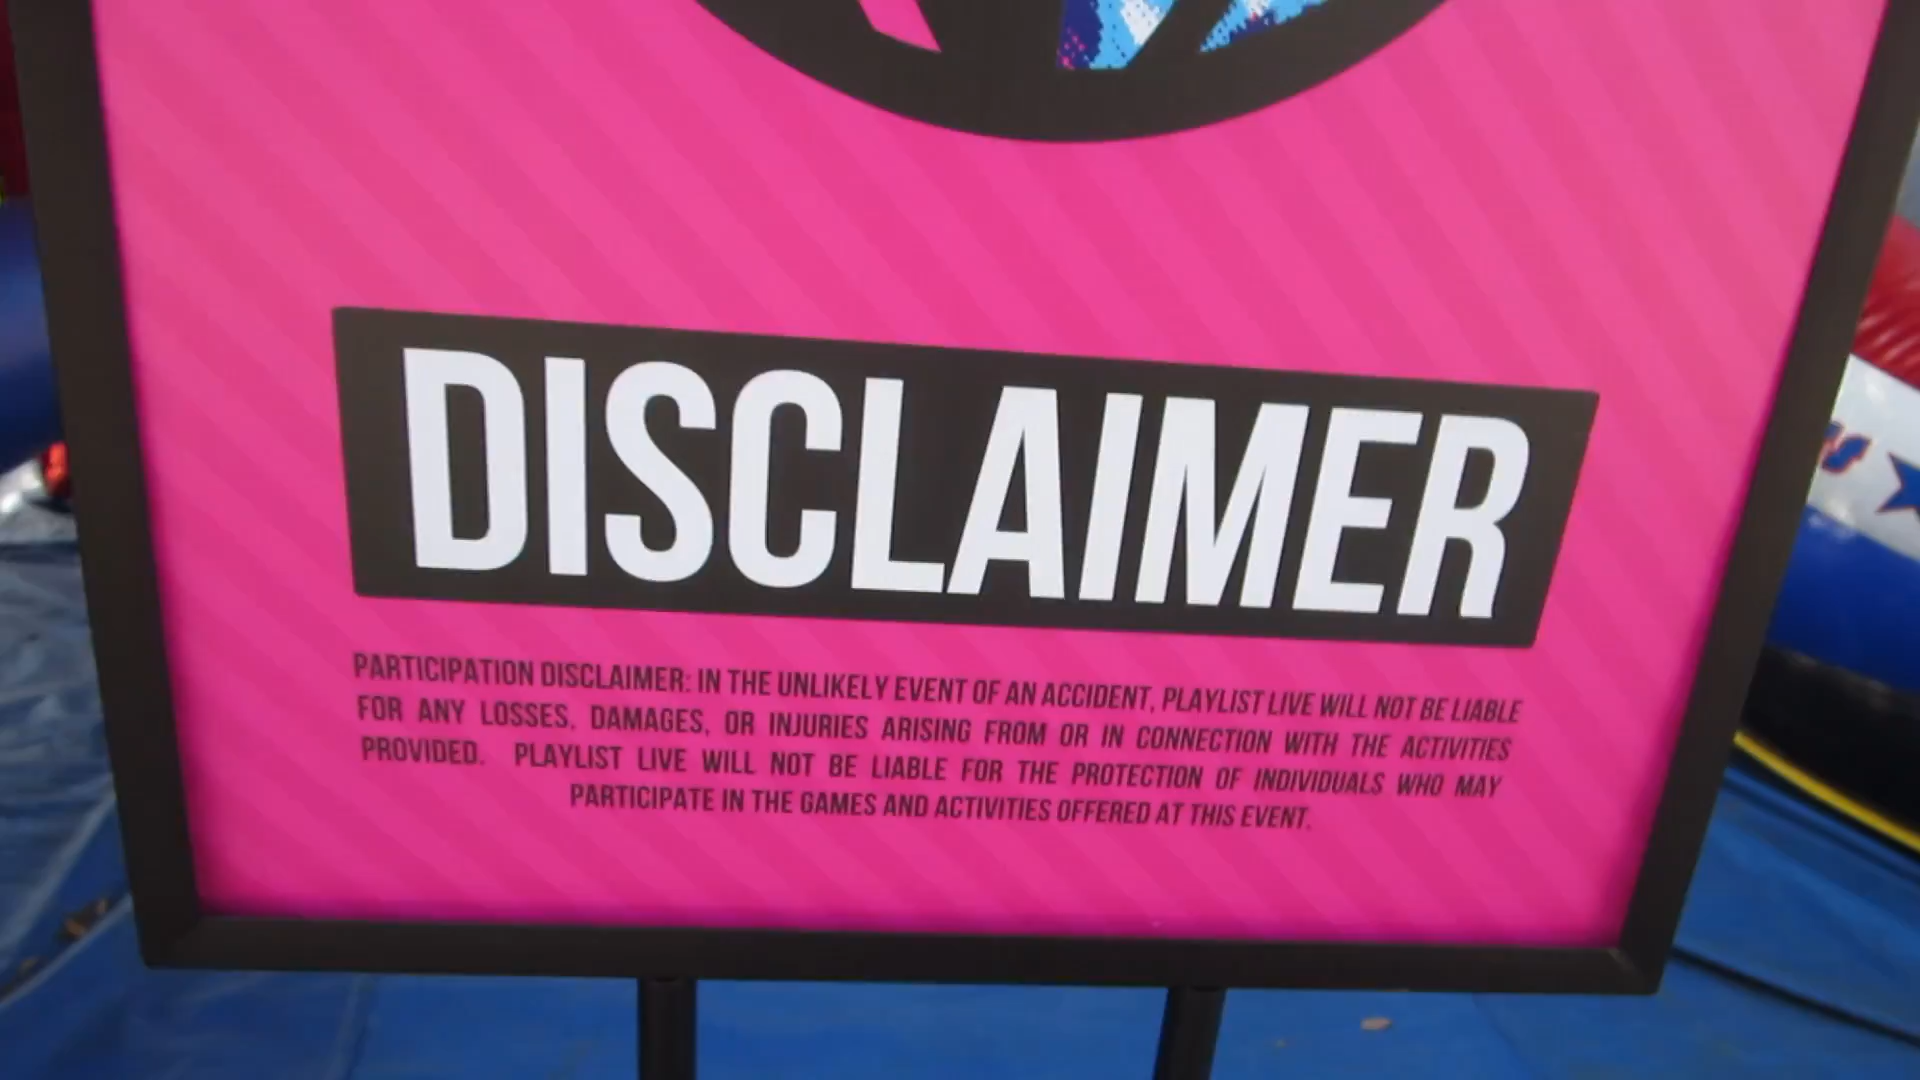 DISCLAIMER
PARTICIPATION DISCLAIMER: IN THE UNLIKELY EVENT OF AN ACCIDENT, PLAYLIST LIVE WILL NOT BE LIABLE
FOR ANY LOSSES, DAMAGES, OR INJURIES ARISING FROM OR IN CONNECTION WITH THE ACTIVITIES
PROVIDED. PLAYLIST LIVE WILL NOT BE LIABLE FOR THE PROTECTION OF INDIVIDUALS WHO MAY
PARTICIPATE IN THE GAMES AND ACTIVITIES OFFERED AT THIS EVENT.